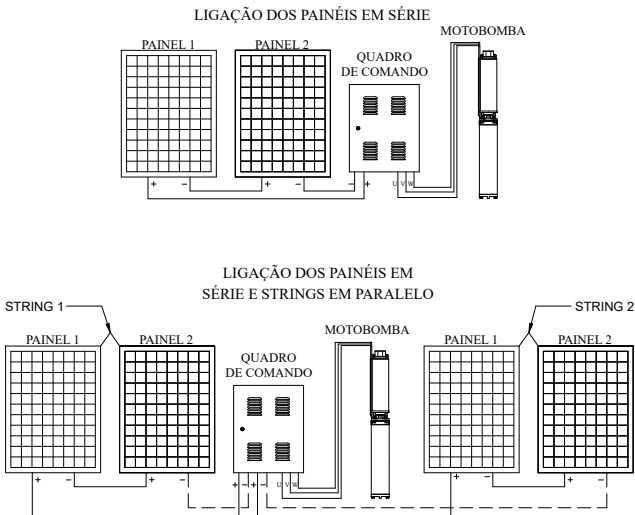 LIGAÇÃO DOS PAINÉIS EM SÉRIE
PAINEL 1
PAINEL 2
QUADRO
DE COMANDO
MOTOBOMBA
+ − + − − + U V W
LIGAÇÃO DOS PAINÉIS EM
SÉRIE E STRINGS EM PARALELO
STRING 1
STRING 2
PAINEL 1
PAINEL 2
QUADRO
DE COMANDO
MOTOBOMBA
PAINEL 1
PAINEL 2
+ − + − + − + − U V W + − + −